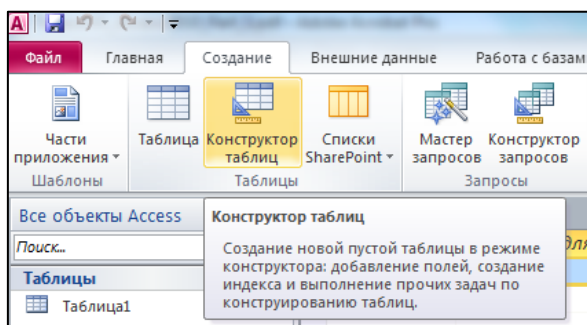 Файл Главная Создание Внешние данные Работа с базам
Части приложения
Таблица
Конструктор таблиц
Списки SharePoint
Мастер запросов
Конструктор запросов
Шаблоны Таблицы Запросы
Все объекты Access
Поиск...
Таблицы
Таблица1
Конструктор таблиц
Создание новой пустой таблицы в режиме
конструктора: добавление полей, создание
индекса и выполнение прочих задач по
конструированию таблиц.
для